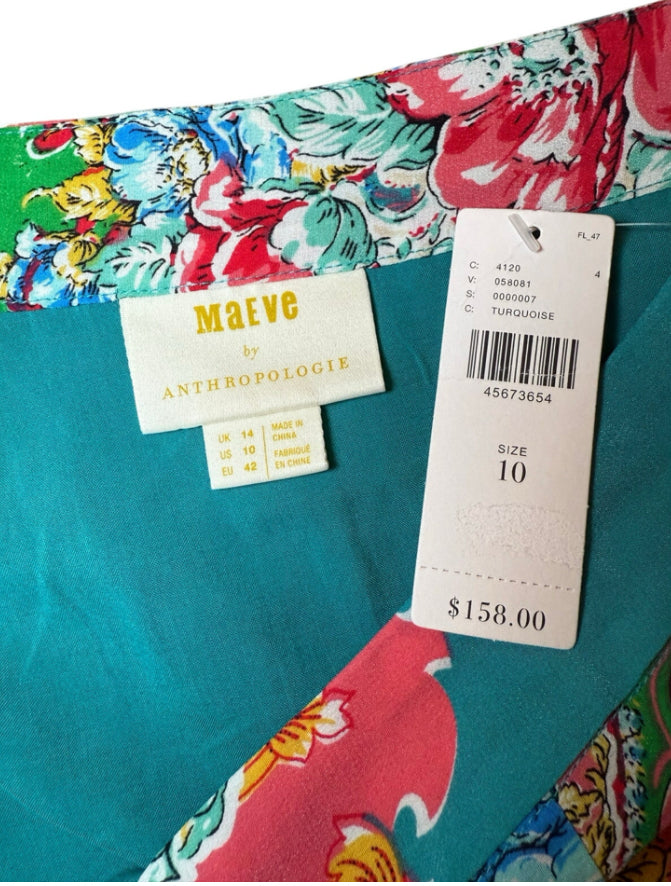 MaEve
by
ANTHROPOLOGIE
UK 14
US 10
EU 42
MADE IN
CHINA
FABRIQUÉ
EN CHINE
FL_47
C: 4120 4
V: 058081
S: 0000007
C: TURQUOISE
45673654
SIZE
10
$158.00